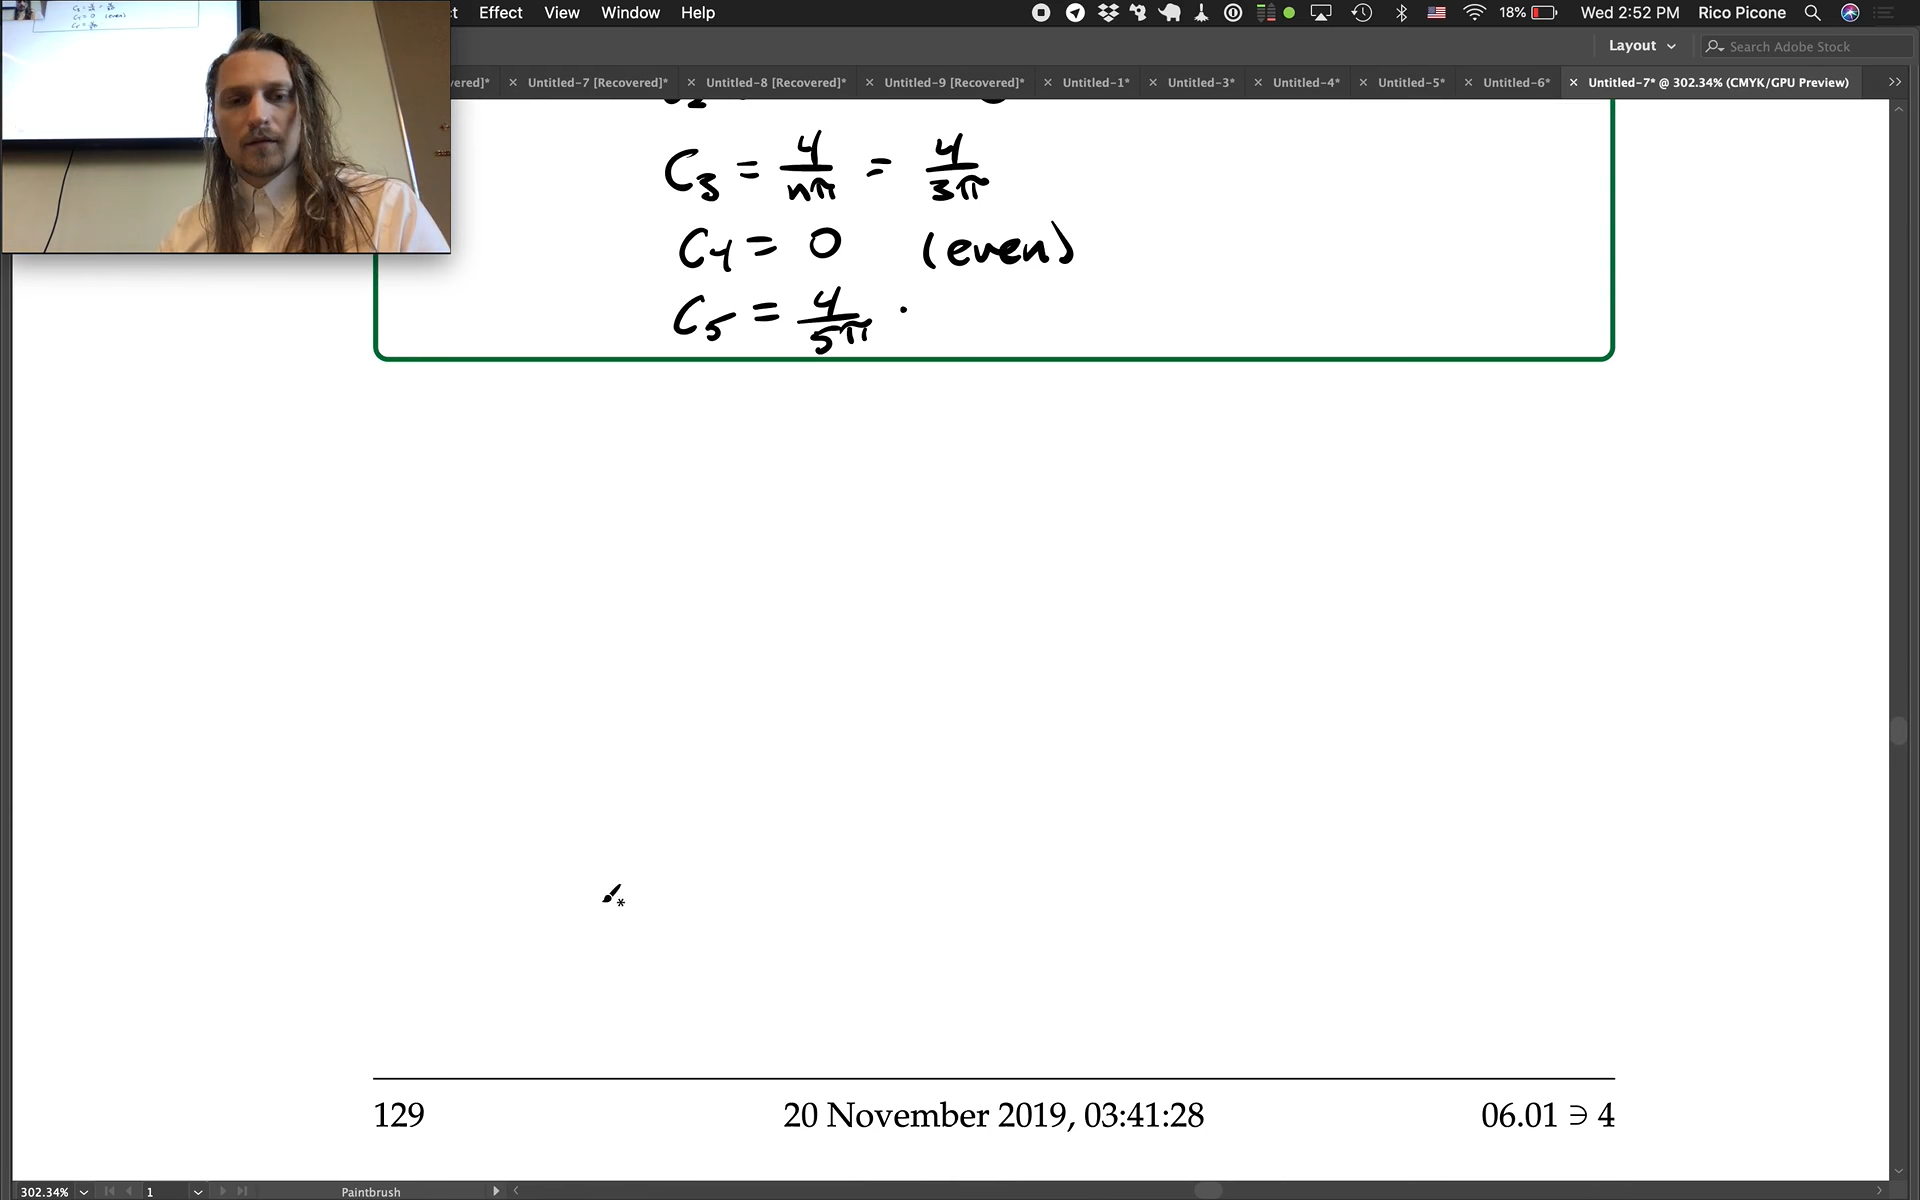 Effect View Window Help 18% Wed 2:52 PM Rico Picone
Layout Search Adobe Stock
Untitled-7 [Recovered]* Untitled-8 [Recovered]* Untitled-9 [Recovered]* Untitled-1* Untitled-3* Untitled-4* Untitled-5* Untitled-6* Untitled-7* @ 302.34% (CMYK/GPU Preview)
C₃ = 4/nπ = 4/3π
C₄ = 0 (even)
C₅ = 4/5π .
129 20 November 2019, 03:41:28 06.01 ∋ 4
302.34% 1 Paintbrush